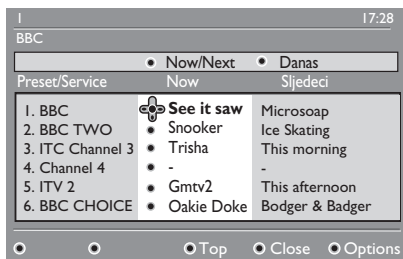 I 17:28
BBC
Now/Next Danas
Preset/Service Now Sljedeci
1. BBC See it saw Microsoap
2. BBC TWO Snooker Ice Skating
3. ITC Channel 3 Trisha This morning
4. Channel 4 - -
5. ITV 2 Gmtv2 This afternoon
6. BBC CHOICE Oakie Doke Bodger & Badger
Top Close Options